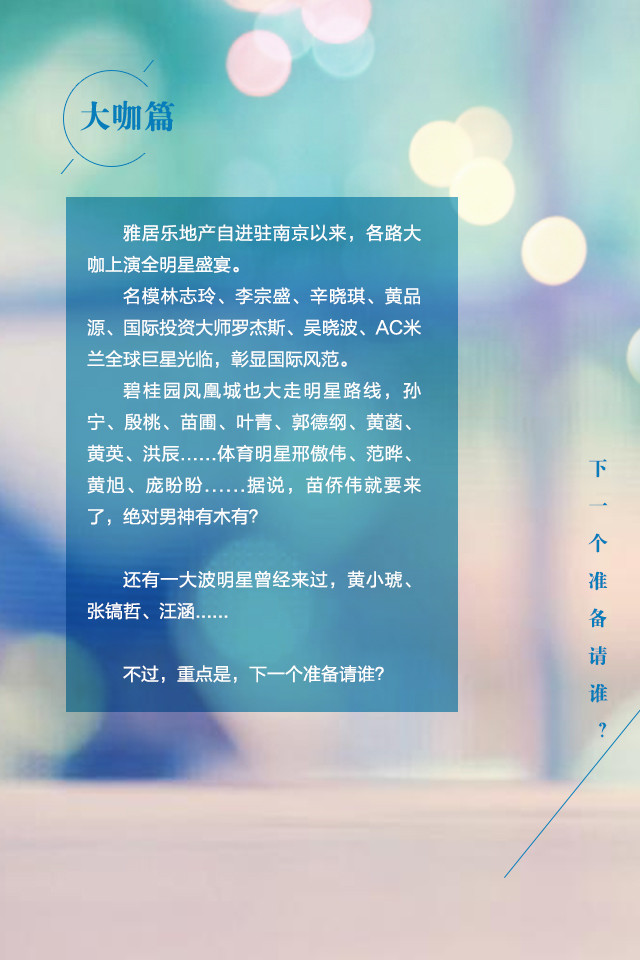 大咖篇
雅居乐地产自进驻南京以来，各路大
咖上演全明星盛宴。
名模林志玲、李宗盛、辛晓琪、黄品
源、国际投资大师罗杰斯、吴晓波、AC米
兰全球巨星光临，彰显国际风范。
碧桂园凤凰城也大走明星路线，孙
宁、殷桃、苗圃、叶青、郭德纲、黄菡、
黄英、洪辰......体育明星邢傲伟、范晔、
黄旭、庞盼盼......据说，苗侨伟就要来
了，绝对男神有木有？
还有一大波明星曾经来过，黄小琥、
张镐哲、汪涵......
不过，重点是，下一个准备请谁？
下一个准备请谁？